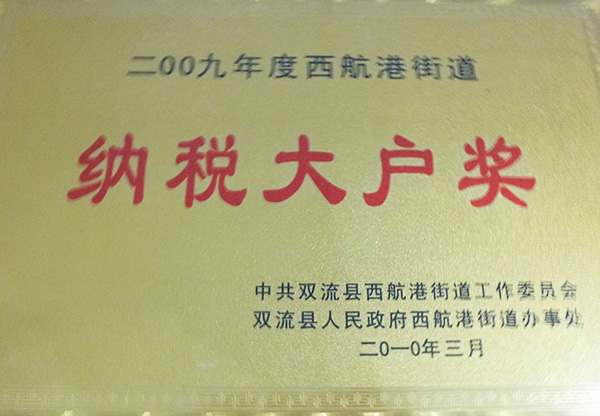 二00九年度西航港街道
纳税大户奖
中共双流县西航港街道工作委员会
双流县人民政府西航港街道办事处
二0一0年三月